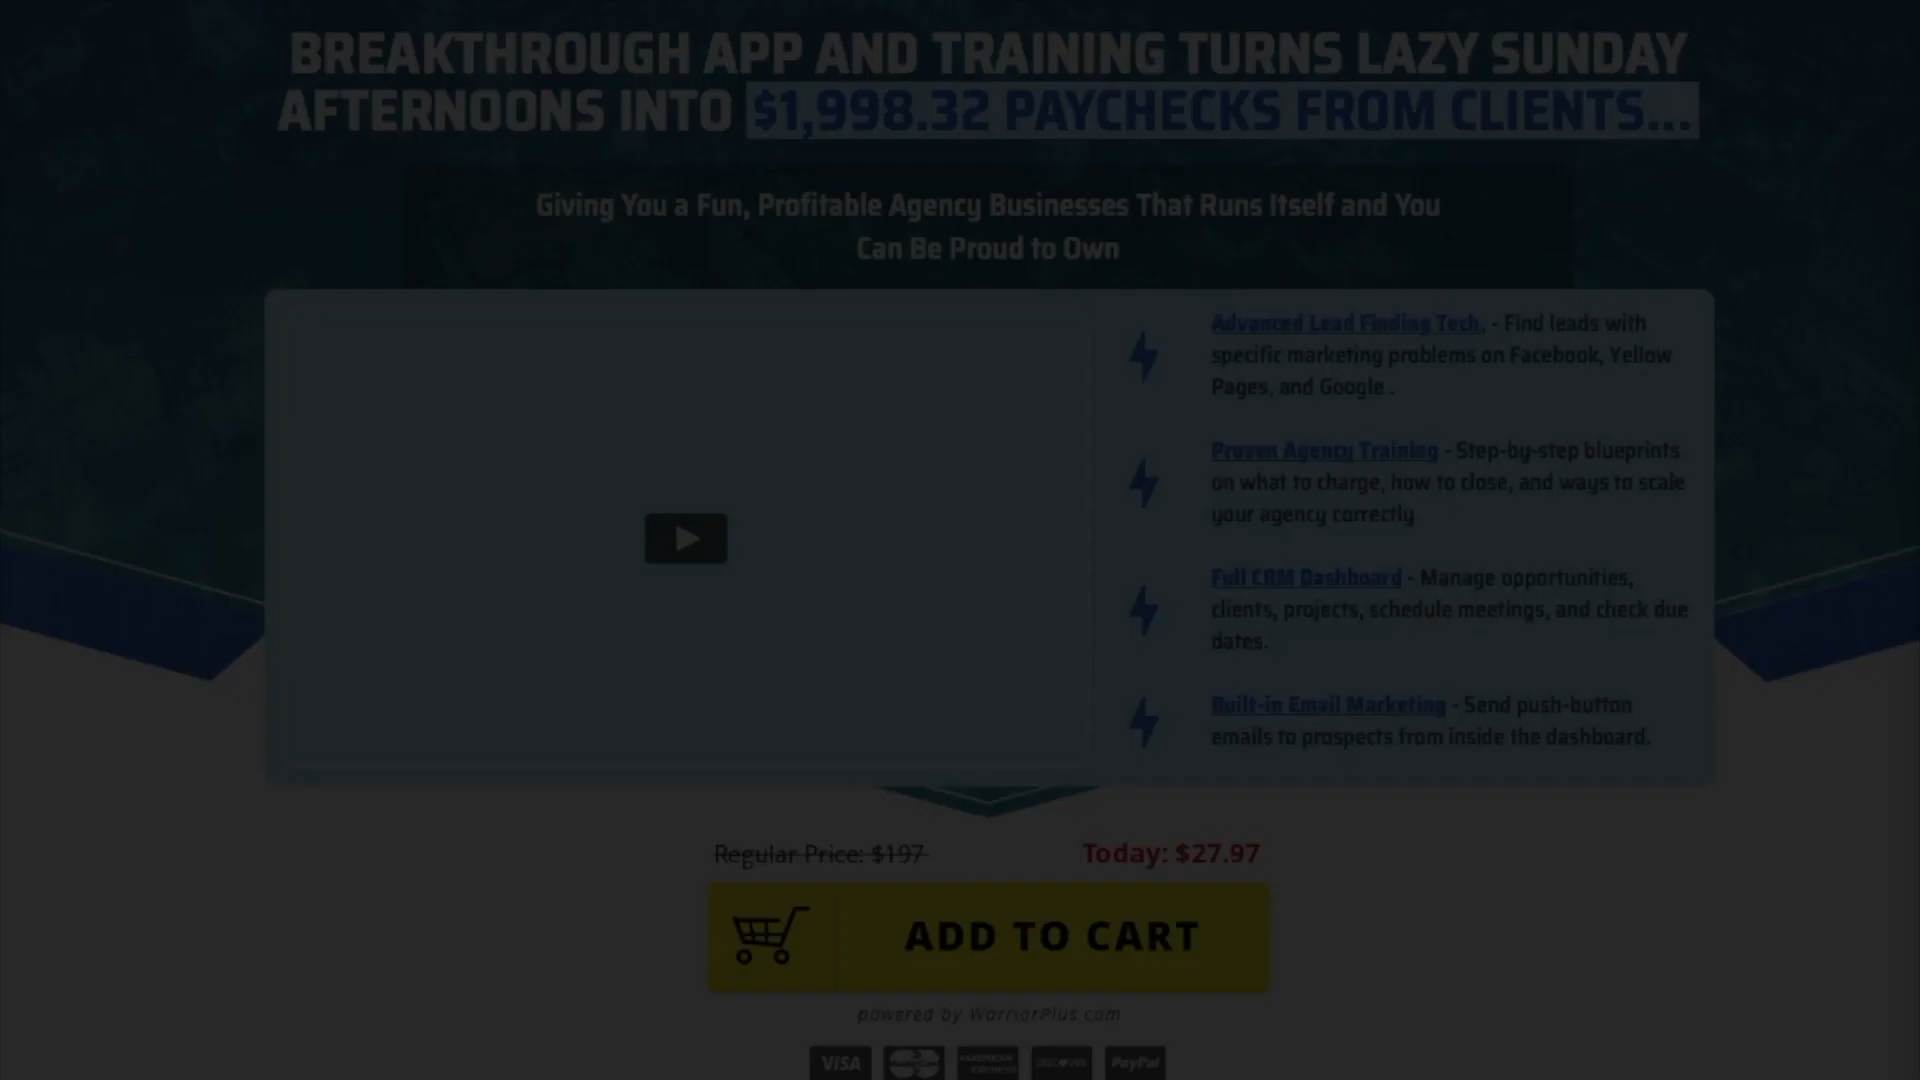 BREAKTHROUGH APP AND TRAINING TURNS LAZY SUNDAY
AFTERNOONS INTO $1,998.32 PAYCHECKS FROM CLIENTS...
Giving You a Fun, Profitable Agency Businesses That Runs Itself and You
Can Be Proud to Own
Advanced Lead Finding Tech. - Find leads with
specific marketing problems on Facebook, Yellow
Pages, and Google .
Proven Agency Training - Step-by-step blueprints
on what to charge, how to close, and ways to scale
your agency correctly
Full CRM Dashboard - Manage opportunities,
clients, projects, schedule meetings, and check due
dates.
Built-in Email Marketing - Send push-button
emails to prospects from inside the dashboard.
Regular Price: $197 Today: $27.97
ADD TO CART
powered by WarriorPlus.com
VISA AMERICAN EXPRESS DISCOVER PayPal